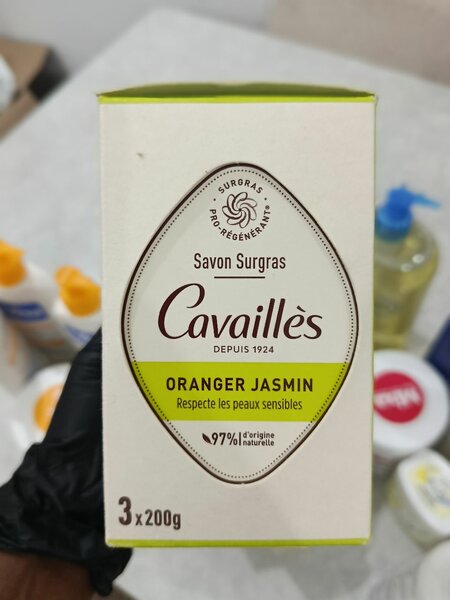 SURGRAS
PRO-RÉGÉNÉRANT®
Savon Surgras
Cavaillès
DEPUIS 1924
ORANGER JASMIN
Respecte les peaux sensibles
97% d'origine
naturelle
3 x 200g